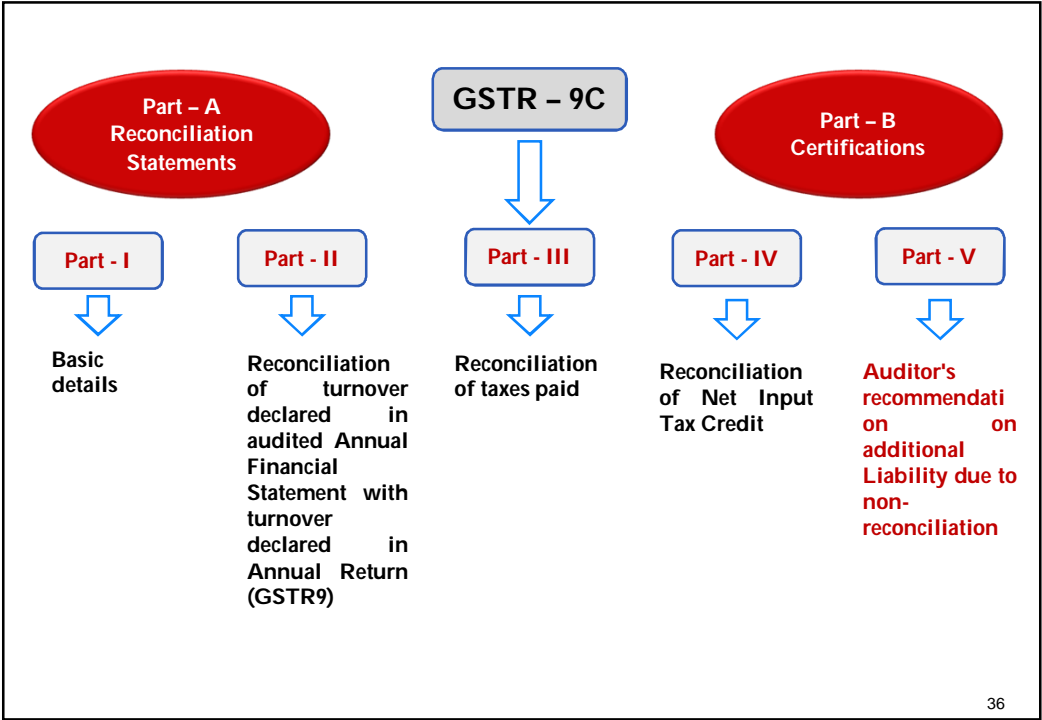 GSTR – 9C
Part – A
Reconciliation
Statements
Part – B
Certifications
Part - I
Part - II
Part - III
Part - IV
Part - V
Basic
details
Reconciliation
of turnover
declared in
audited Annual
Financial
Statement with
turnover
declared in
Annual Return
(GSTR9)
Reconciliation
of taxes paid
Reconciliation
of Net Input
Tax Credit
Auditor's
recommendati
on on
additional
Liability due to
non-
reconciliation
36